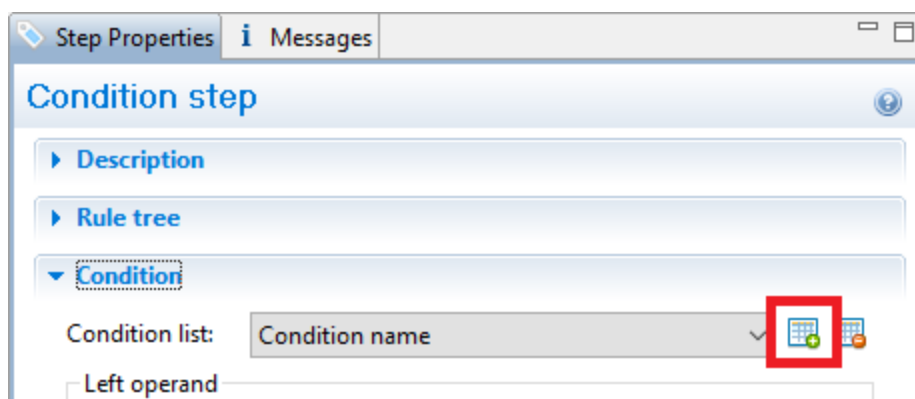 Step Properties i Messages
Condition step
Description
Rule tree
Condition
Condition list: Condition name
Left operand